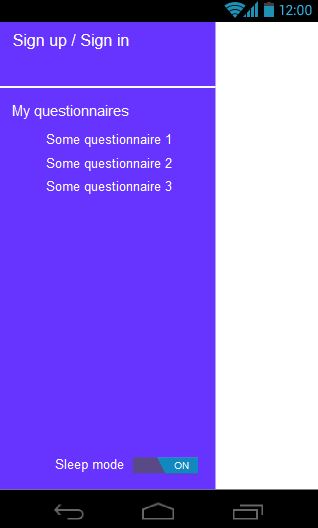 12:00
Sign up / Sign in
My questionnaires
Some questionnaire 1
Some questionnaire 2
Some questionnaire 3
Sleep mode ON